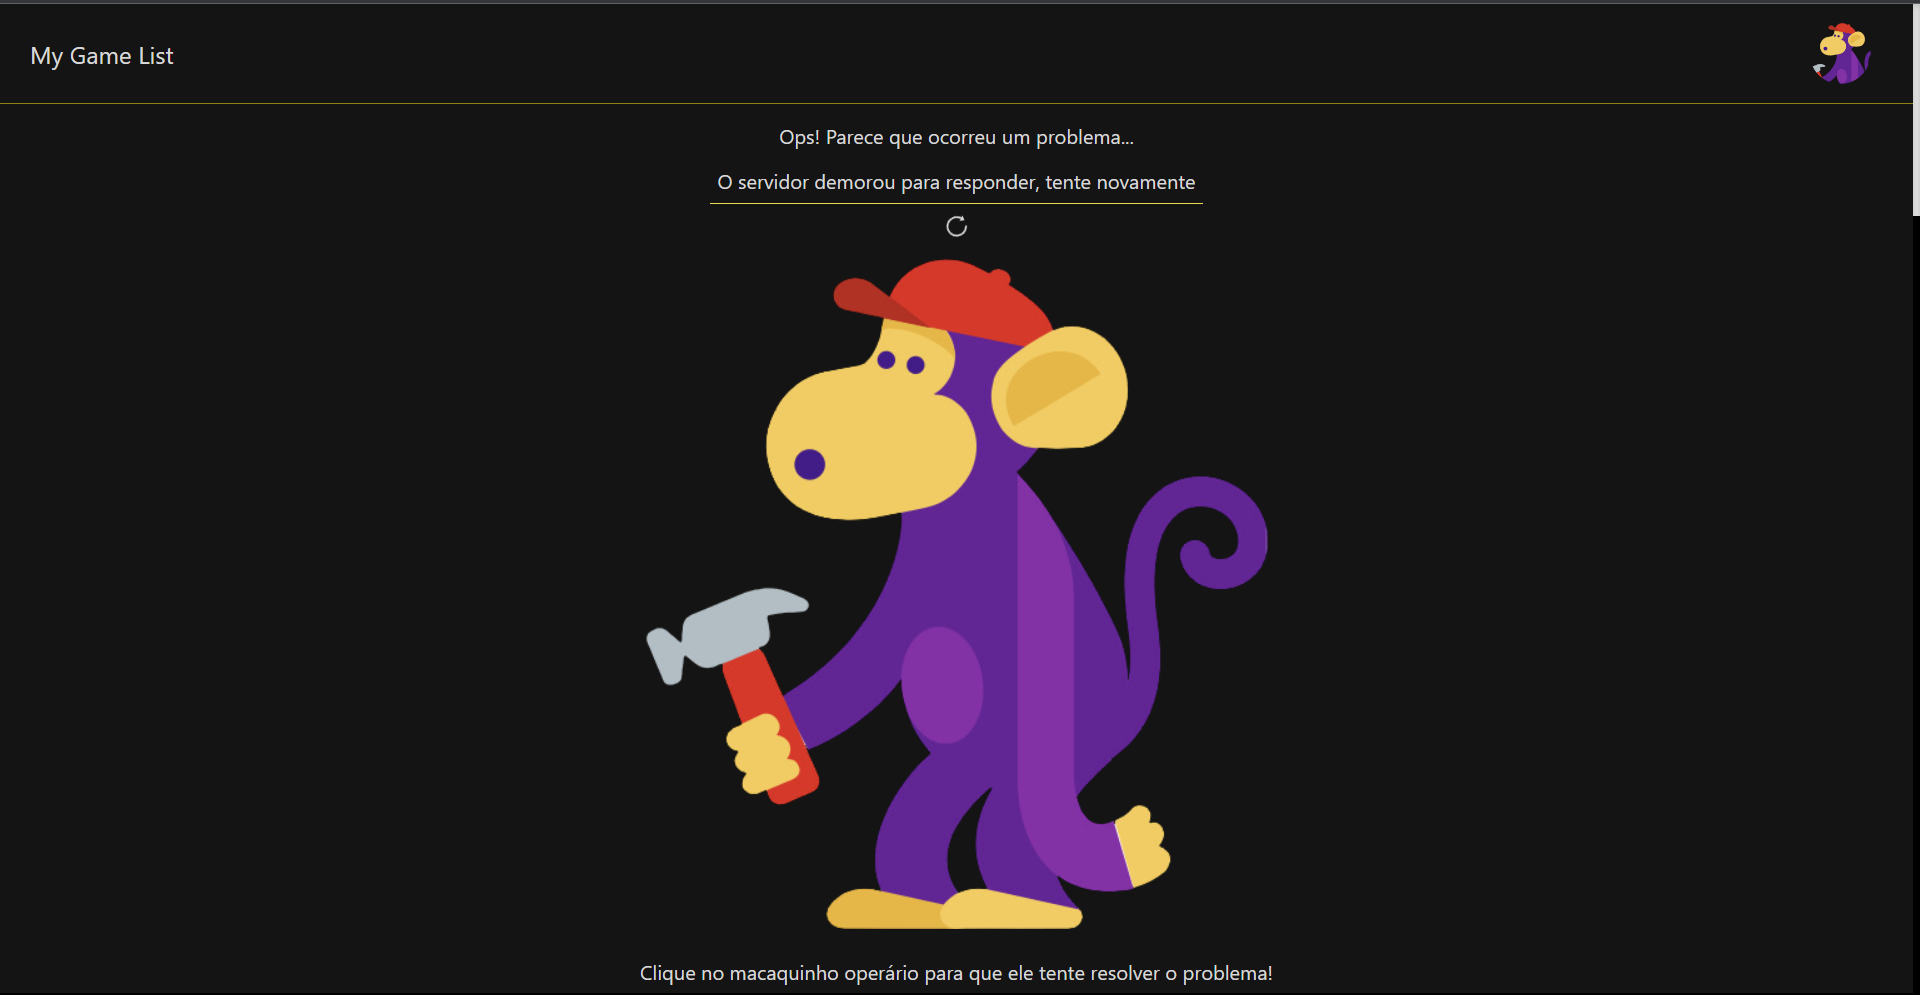 My Game List
Ops! Parece que ocorreu um problema...
O servidor demorou para responder, tente novamente
Clique no macaquinho operário para que ele tente resolver o problema!